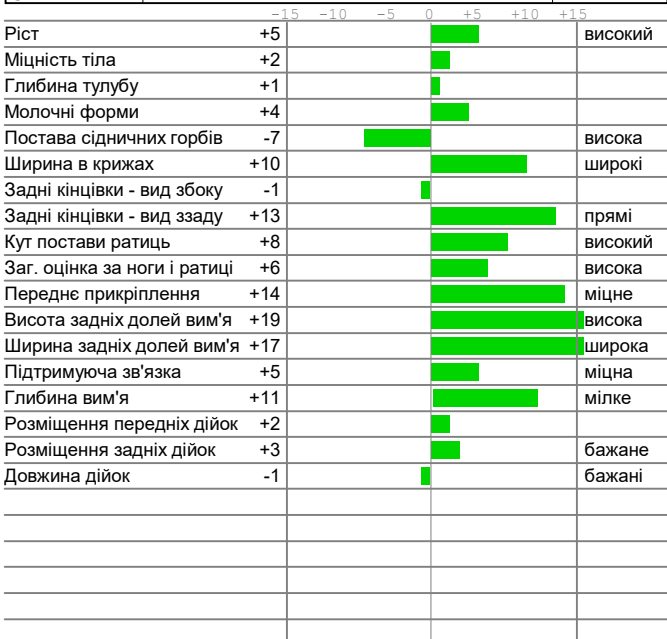 -15 -10 -5 0 +5 +10 +15
Ріст +5 високий
Міцність тіла +2
Глибина тулубу +1
Молочні форми +4
Постава сідничних горбів -7 висока
Ширина в крижах +10 широкі
Задні кінцівки - вид збоку -1
Задні кінцівки - вид ззаду +13 прямі
Кут постави ратиць +8 високий
Заг. оцінка за ноги і ратиці +6 висока
Переднє прикріплення +14 міцне
Висота задніх долей вим'я +19 висока
Ширина задніх долей вим'я +17 широка
Підтримуюча зв'язка +5 міцна
Глибина вим'я +11 мілке
Розміщення передніх дійок +2
Розміщення задніх дійок +3 бажане
Довжина дійок -1 бажані